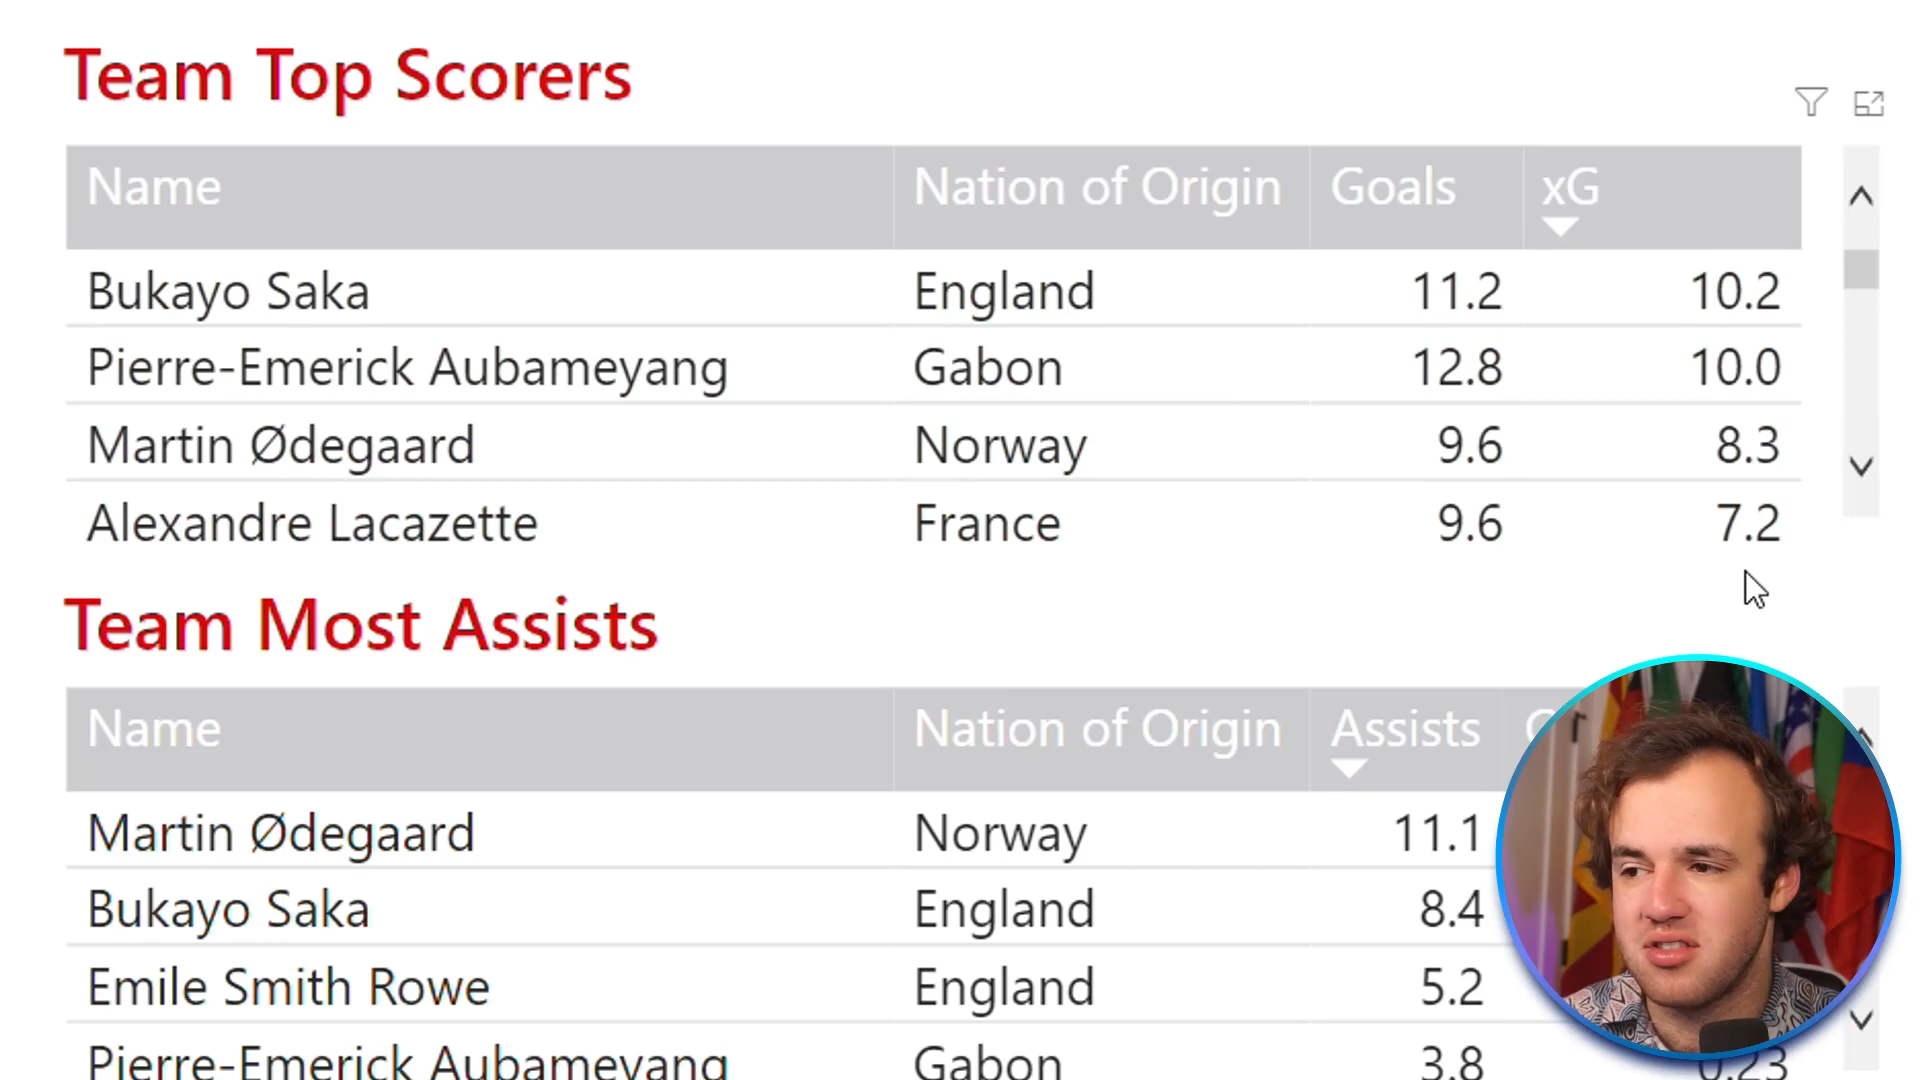 Team Top Scorers
Name Nation of Origin Goals xG
Bukayo Saka England 11.2 10.2
Pierre-Emerick Aubameyang Gabon 12.8 10.0
Martin Ødegaard Norway 9.6 8.3
Alexandre Lacazette France 9.6 7.2
Team Most Assists
Name Nation of Origin Assists
Martin Ødegaard Norway 11.1
Bukayo Saka England 8.4
Emile Smith Rowe England 5.2
Pierre-Emerick Aubameyang Gabon 3.8 0.23